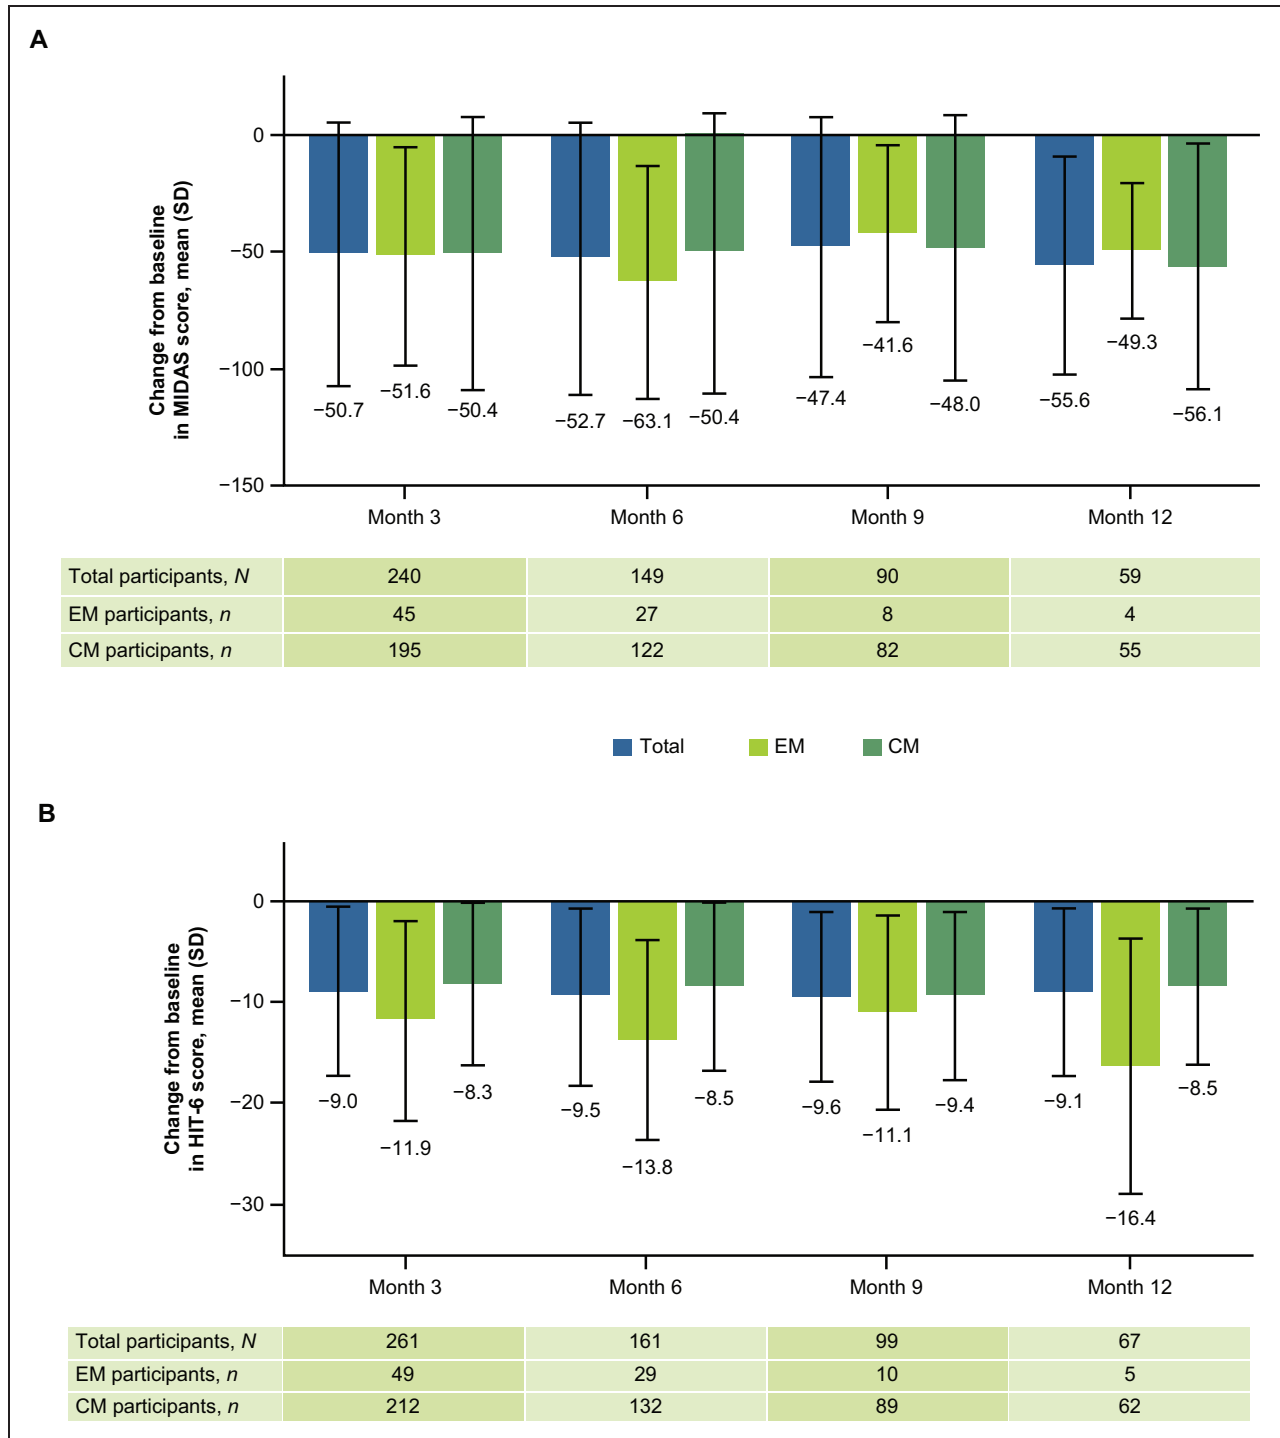 A
Change from baseline
in MIDAS score, mean (SD)
0
−50
−100
−150
−50.7
−51.6
−50.4
−52.7
−63.1
−50.4
−47.4
−41.6
−48.0
−55.6
−49.3
−56.1
Month 3 Month 6 Month 9 Month 12
Total participants, N 240 149 90 59
EM participants, n 45 27 8 4
CM participants, n 195 122 82 55
Total EM CM
B
Change from baseline
in HIT-6 score, mean (SD)
0
−10
−20
−30
−9.0
−11.9
−8.3
−9.5
−13.8
−8.5
−9.6
−11.1
−9.4
−9.1
−16.4
−8.5
Month 3 Month 6 Month 9 Month 12
Total participants, N 261 161 99 67
EM participants, n 49 29 10 5
CM participants, n 212 132 89 62